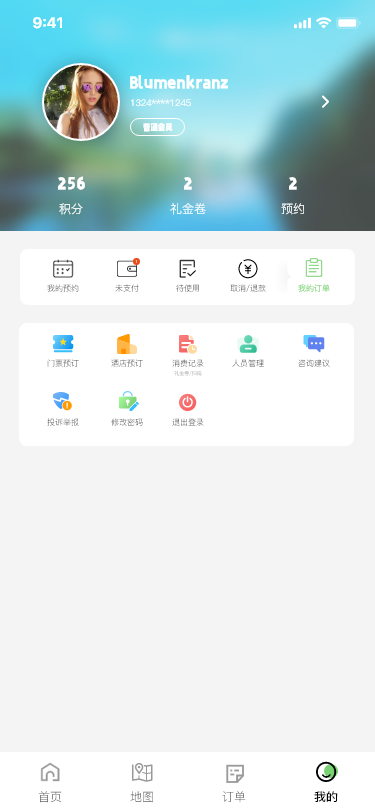 9:41
Blumenkranz
1324****1245
普通会员
256
2
2
积分
礼金卷
预约
我的预约
未支付
待使用
取消/退款
我的订单
门票预订
酒店预订
消费记录
人员管理
咨询建议
投诉举报
修改密码
退出登录
首页
地图
订单
我的